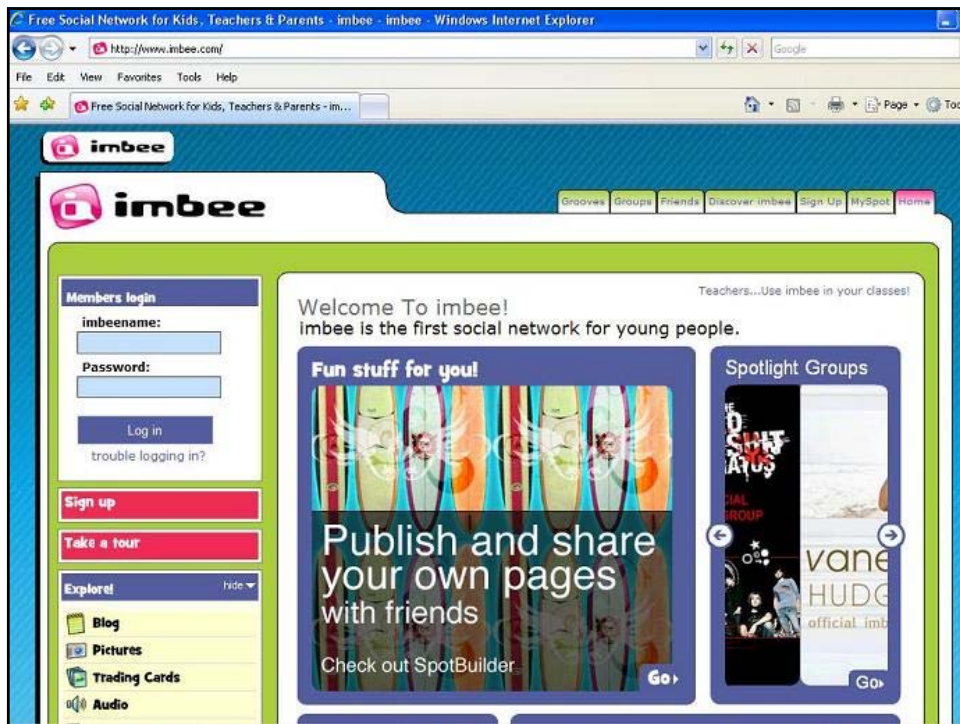 Free Social Network for Kids, Teachers & Parents - imbee - imbee - Windows Internet Explorer
http://www.imbee.com/
Google
File Edit View Favorites Tools Help
Free Social Network for Kids, Teachers & Parents - im...
Page
imbee
imbee
Grooves Groups Friends Discover imbee Sign Up MySpot Home
Members login
imbeename:
Password:
Log in
trouble logging in?
Sign up
Take a tour
Explore! hide
Blog
Pictures
Trading Cards
Audio
Teachers...Use imbee in your classes!
Welcome To imbee!
imbee is the first social network for young people.
Fun stuff for you!
Publish and share
your own pages
with friends
Check out SpotBuilder
Go
Spotlight Groups
GROUP
vane
HUDG
official imb
Go